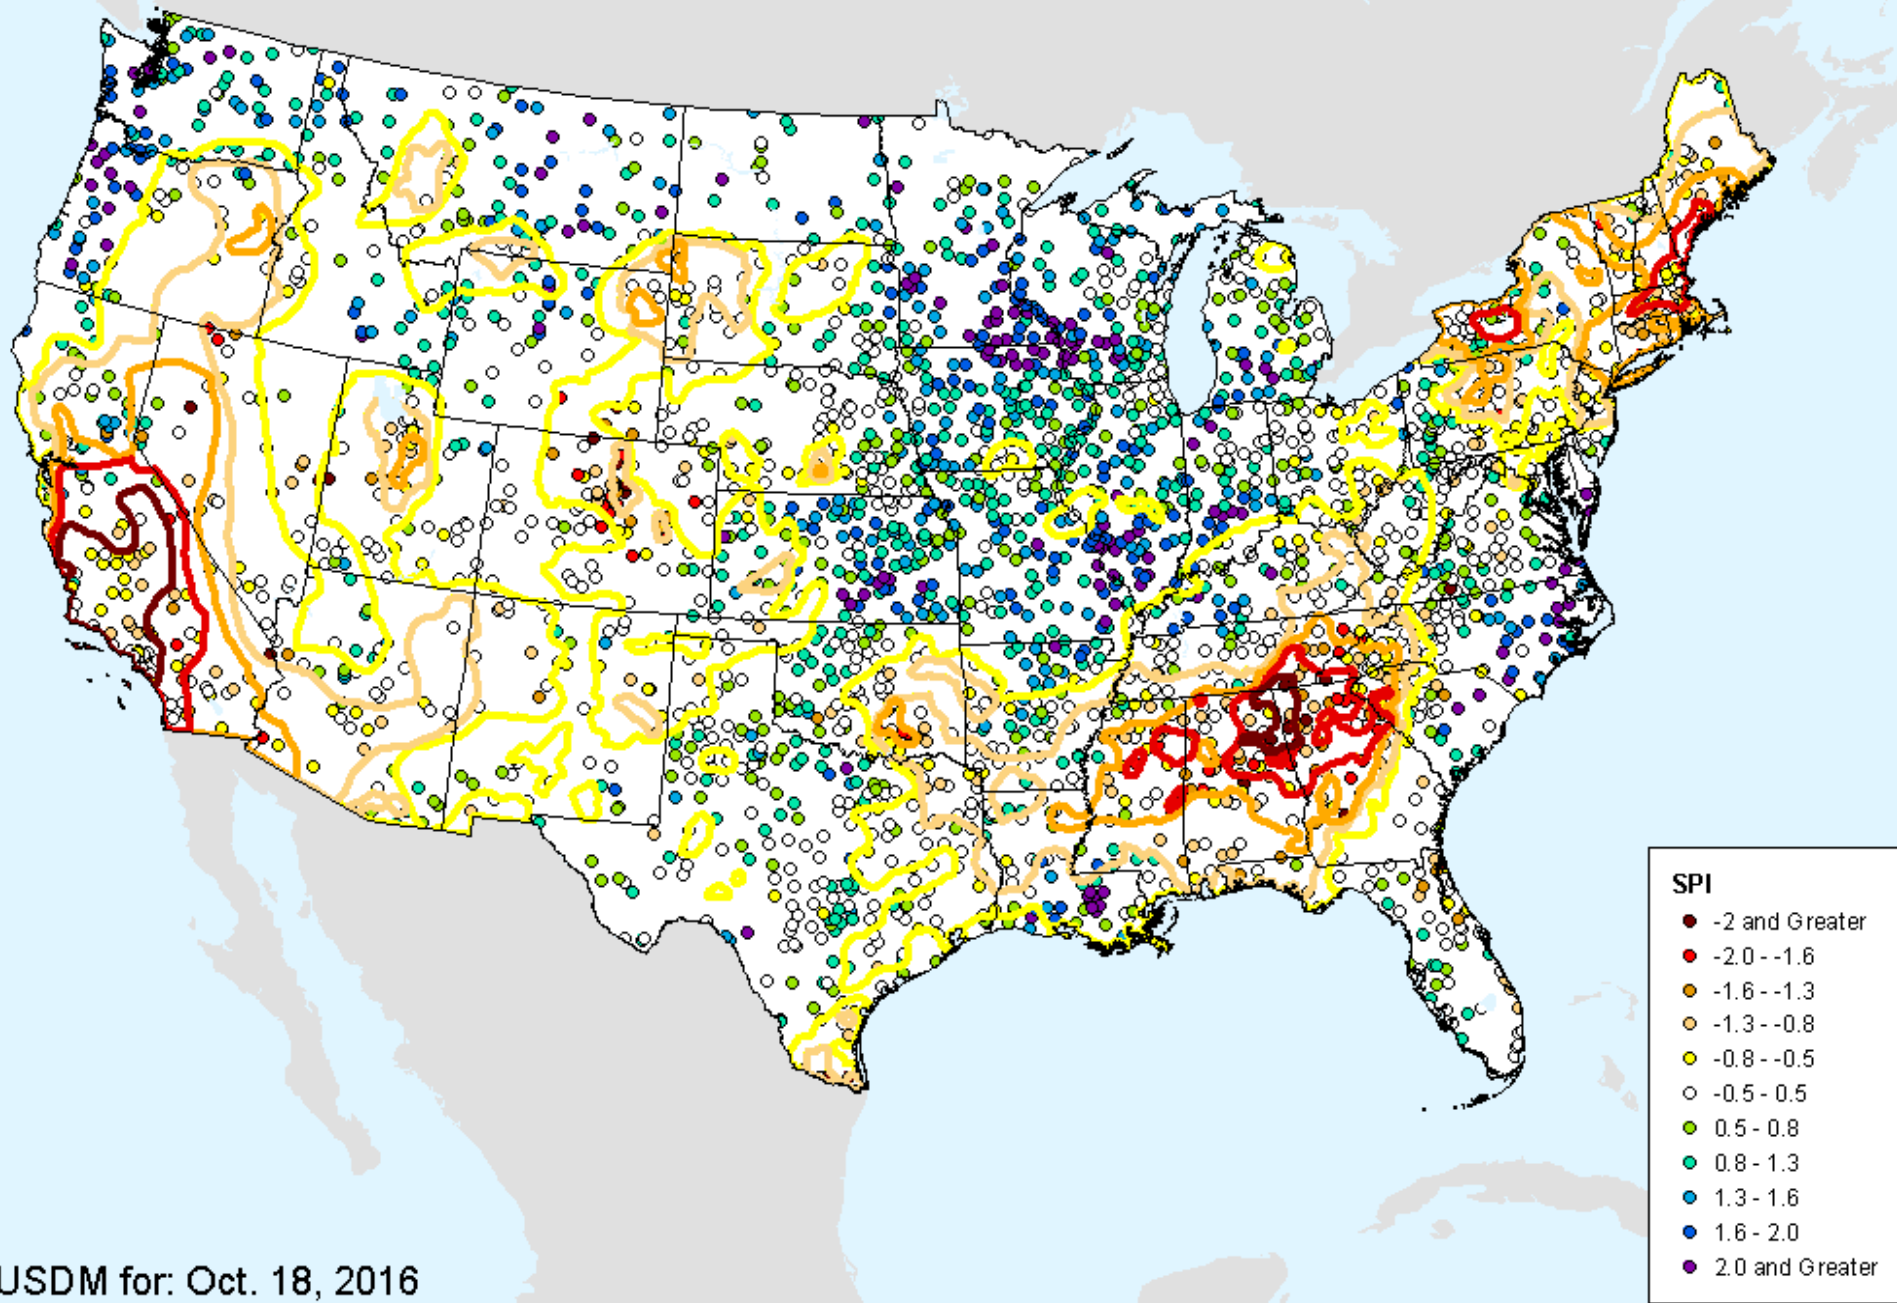 SPI
-2 and Greater
-2.0 - -1.6
-1.6 - -1.3
-1.3 - -0.8
-0.8 - -0.5
-0.5 - 0.5
0.5 - 0.8
0.8 - 1.3
1.3 - 1.6
1.6 - 2.0
2.0 and Greater
USDM for: Oct. 18, 2016